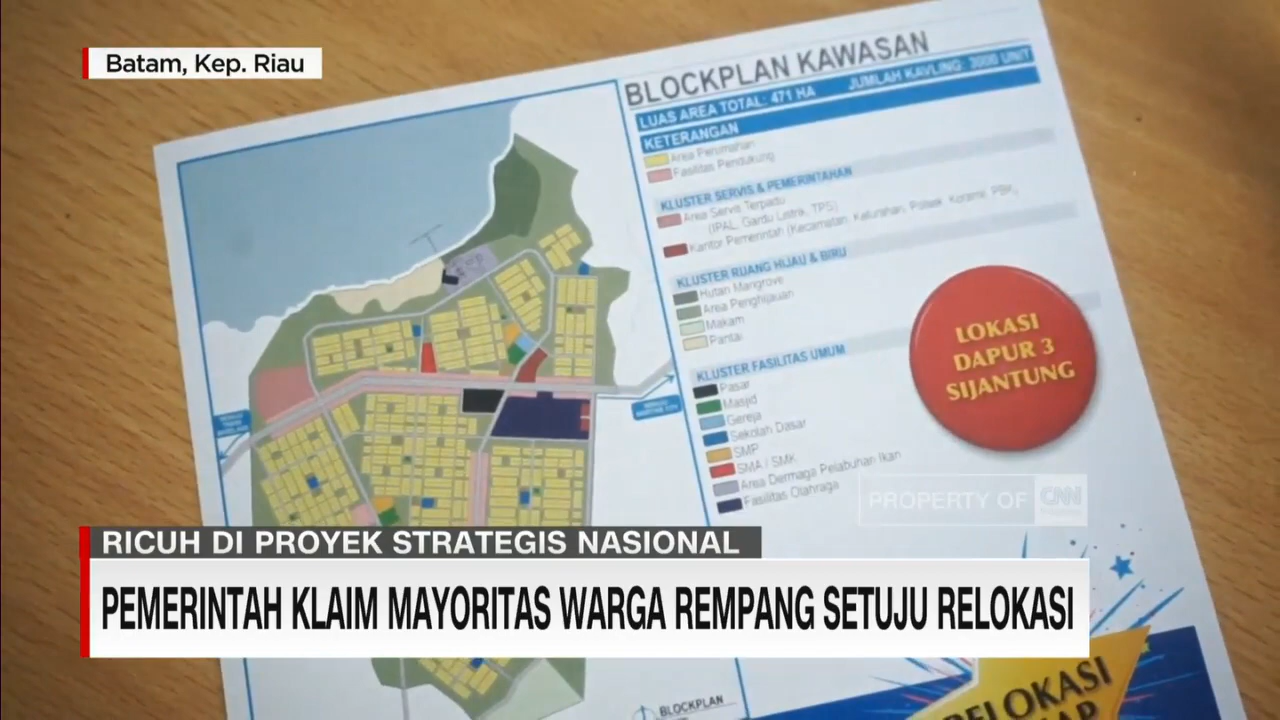 Batam, Kep. Riau
BLOCKPLAN KAWASAN
LUAS AREA TOTAL: 471 HA JUMLAH KAVLING: 3000 UNIT
KETERANGAN
Area Perumahan
Fasilitas Pendukung
KLUSTER SERVIS & PEMERINTAHAN
Area Servis Terpadu
(IPAL, Gardu Listrik, TPS)
Kantor Pemerintah (Kecamatan, Kelurahan, Polsek, Koramil, PBK)
KLUSTER RUANG HIJAU & BIRU
Hutan Mangrove
Area Penghijauan
Makam
Pantai
KLUSTER FASILITAS UMUM
Pasar
Masjid
Gereja
Sekolah Dasar
SMP
SMA / SMK
Area Dermaga Pelabuhan Ikan
Fasilitas Olahraga
LOKASI
DAPUR 3
SIJANTUNG
PROPERTY OF CNN
RICUH DI PROYEK STRATEGIS NASIONAL
PEMERINTAH KLAIM MAYORITAS WARGA REMPANG SETUJU RELOKASI
BLOCKPLAN
RELOKASI